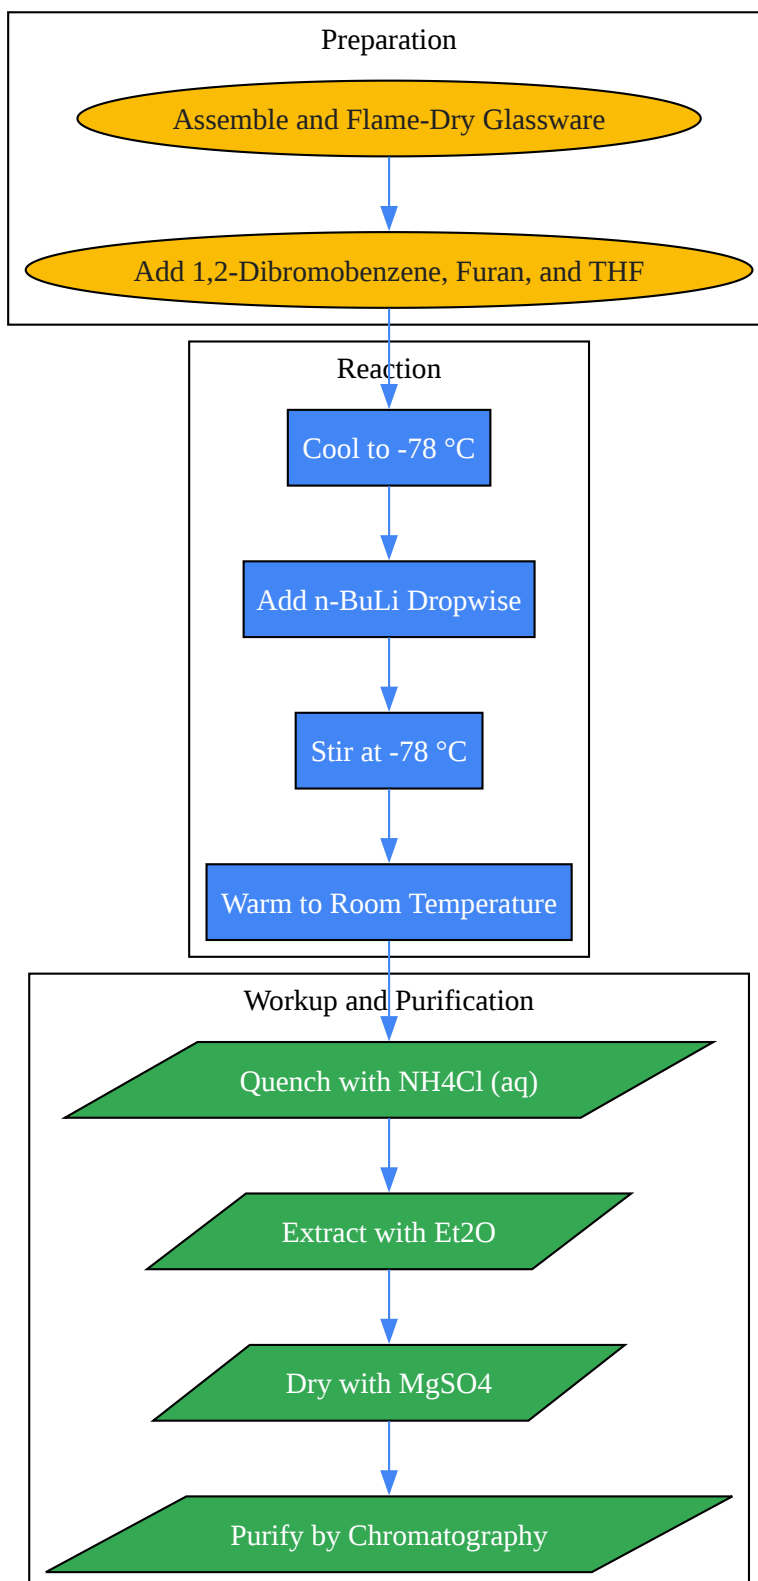 Preparation
Assemble and Flame-Dry Glassware
Add 1,2-Dibromobenzene, Furan, and THF
Reaction
Cool to -78 °C
Add n-BuLi Dropwise
Stir at -78 °C
Warm to Room Temperature
Workup and Purification
Quench with NH4Cl (aq)
Extract with Et2O
Dry with MgSO4
Purify by Chromatography